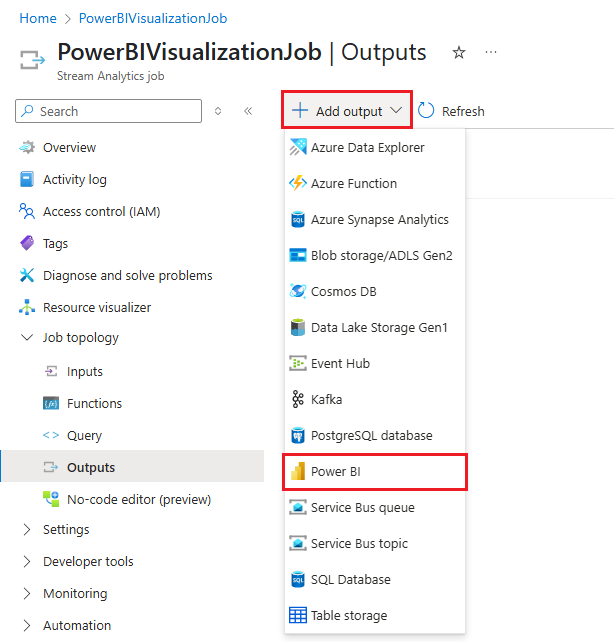 Home > PowerBIVisualizationJob
PowerBIVisualizationJob | Outputs
Stream Analytics job
Search
Overview
Activity log
Access control (IAM)
Tags
Diagnose and solve problems
Resource visualizer
Job topology
Inputs
Functions
Query
Outputs
No-code editor (preview)
Settings
Developer tools
Monitoring
Automation
Add output
Refresh
Azure Data Explorer
Azure Function
Azure Synapse Analytics
Blob storage/ADLS Gen2
Cosmos DB
Data Lake Storage Gen1
Event Hub
Kafka
PostgreSQL database
Power BI
Service Bus queue
Service Bus topic
SQL Database
Table storage